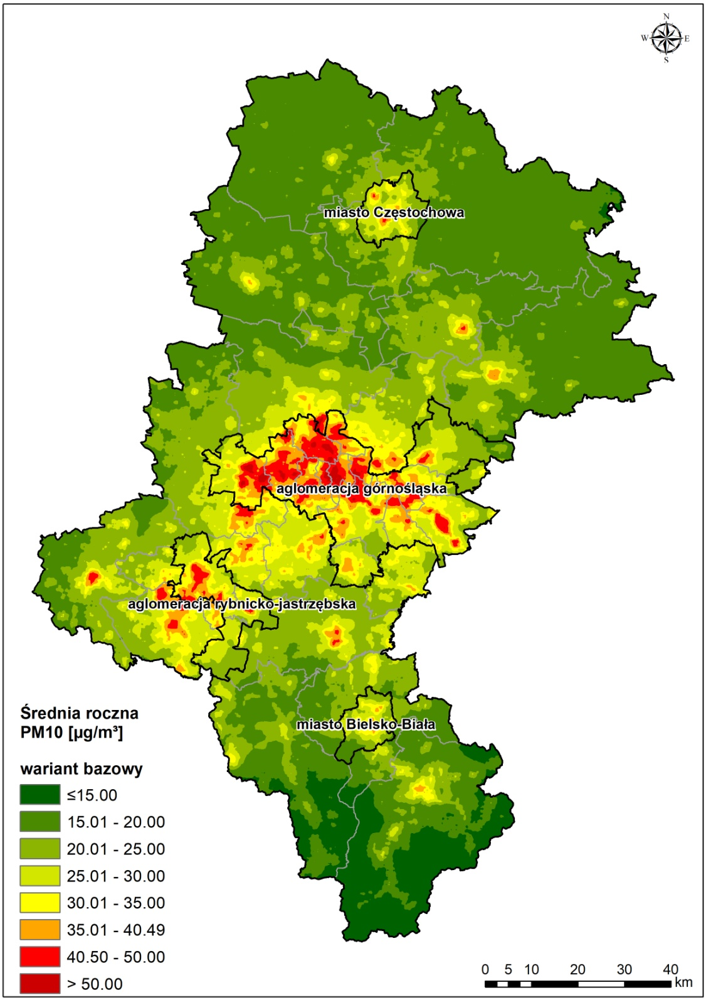 N
W E
S
miasto Częstochowa
aglomeracja górnośląska
aglomeracja rybnicko-jastrzębska
miasto Bielsko-Biała
Średnia roczna
PM10 [µg/m³]
wariant bazowy
≤15.00
15.01 - 20.00
20.01 - 25.00
25.01 - 30.00
30.01 - 35.00
35.01 - 40.49
40.50 - 50.00
> 50.00
0 5 10 20 30 40
km